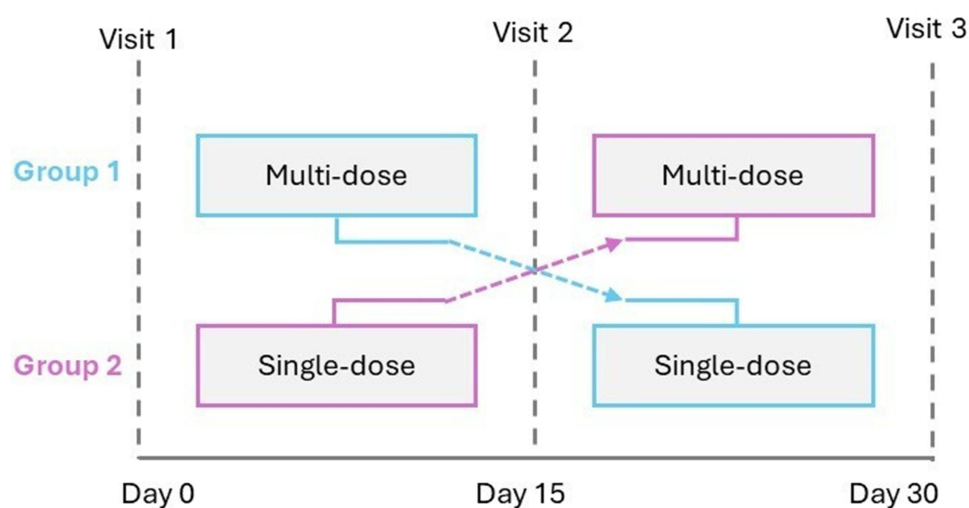 Visit 1
Visit 2
Visit 3
Group 1
Multi-dose
Multi-dose
Group 2
Single-dose
Single-dose
Day 0
Day 15
Day 30